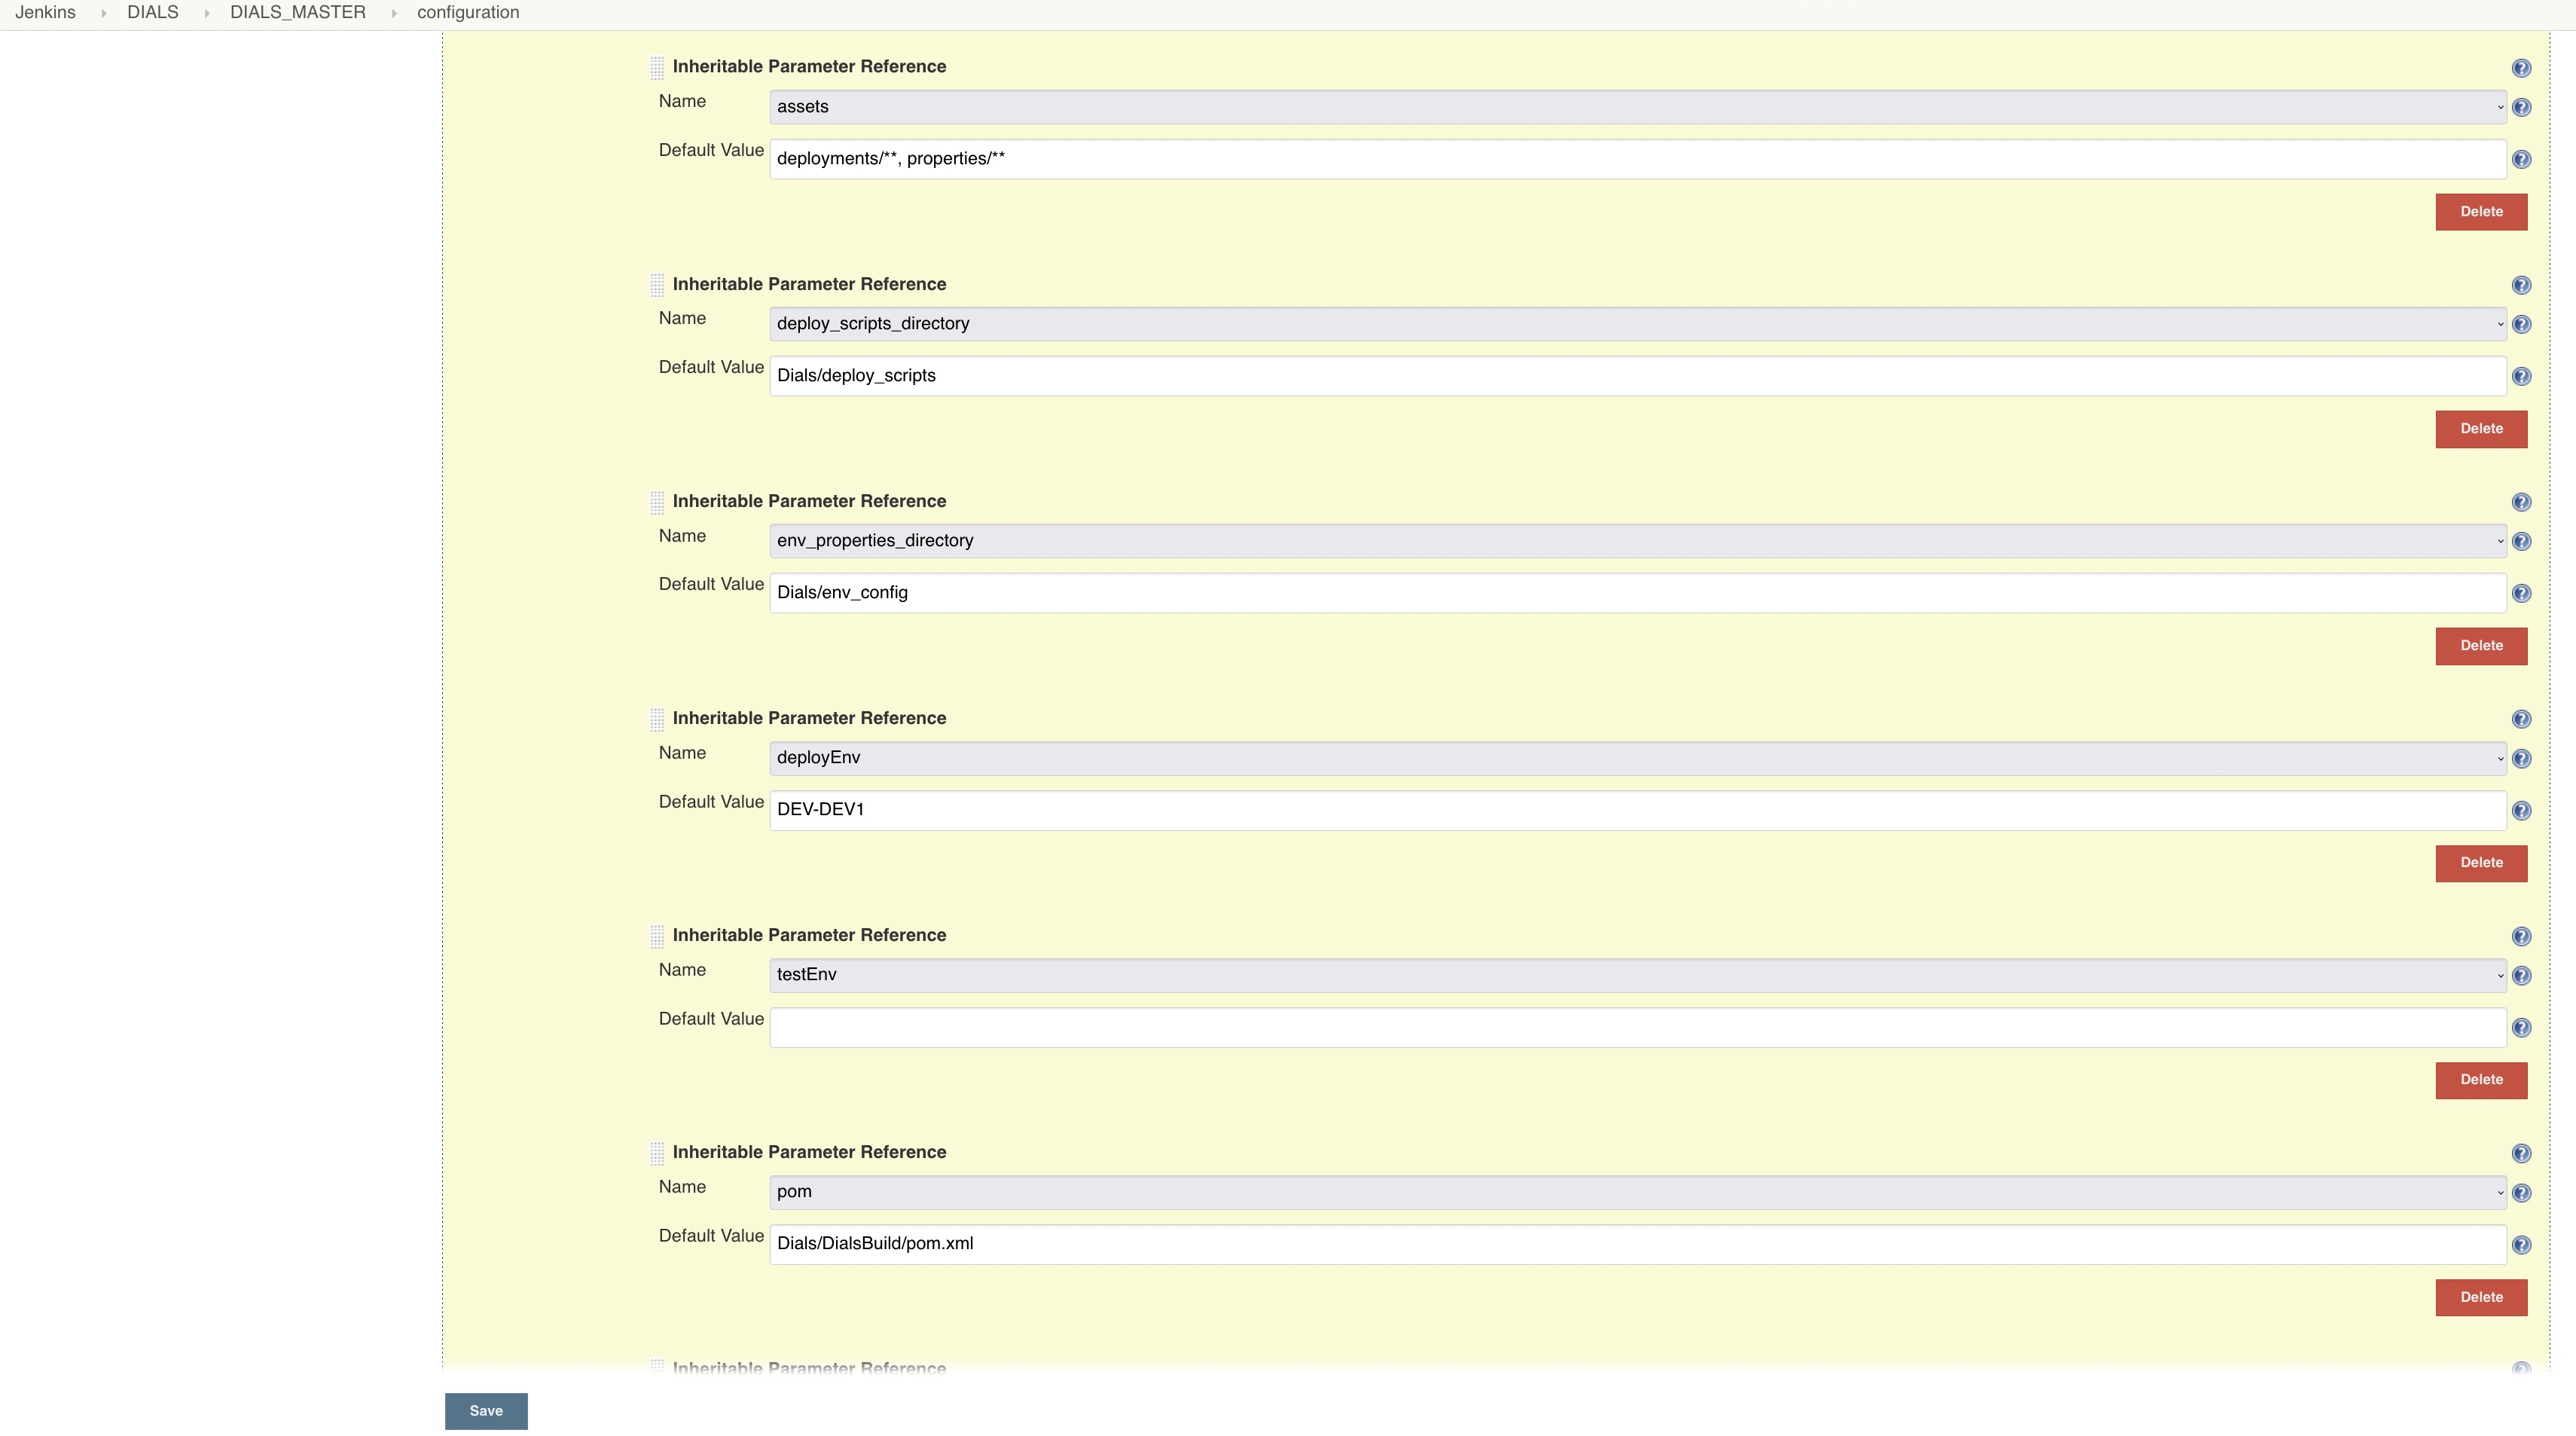 Jenkins DIALS DIALS_MASTER configuration
Inheritable Parameter Reference
Name assets
Default Value deployments/**, properties/**
Delete
Inheritable Parameter Reference
Name deploy_scripts_directory
Default Value Dials/deploy_scripts
Delete
Inheritable Parameter Reference
Name env_properties_directory
Default Value Dials/env_config
Delete
Inheritable Parameter Reference
Name deployEnv
Default Value DEV-DEV1
Delete
Inheritable Parameter Reference
Name testEnv
Default Value
Delete
Inheritable Parameter Reference
Name pom
Default Value Dials/DialsBuild/pom.xml
Delete
Inheritable Parameter Reference
Save